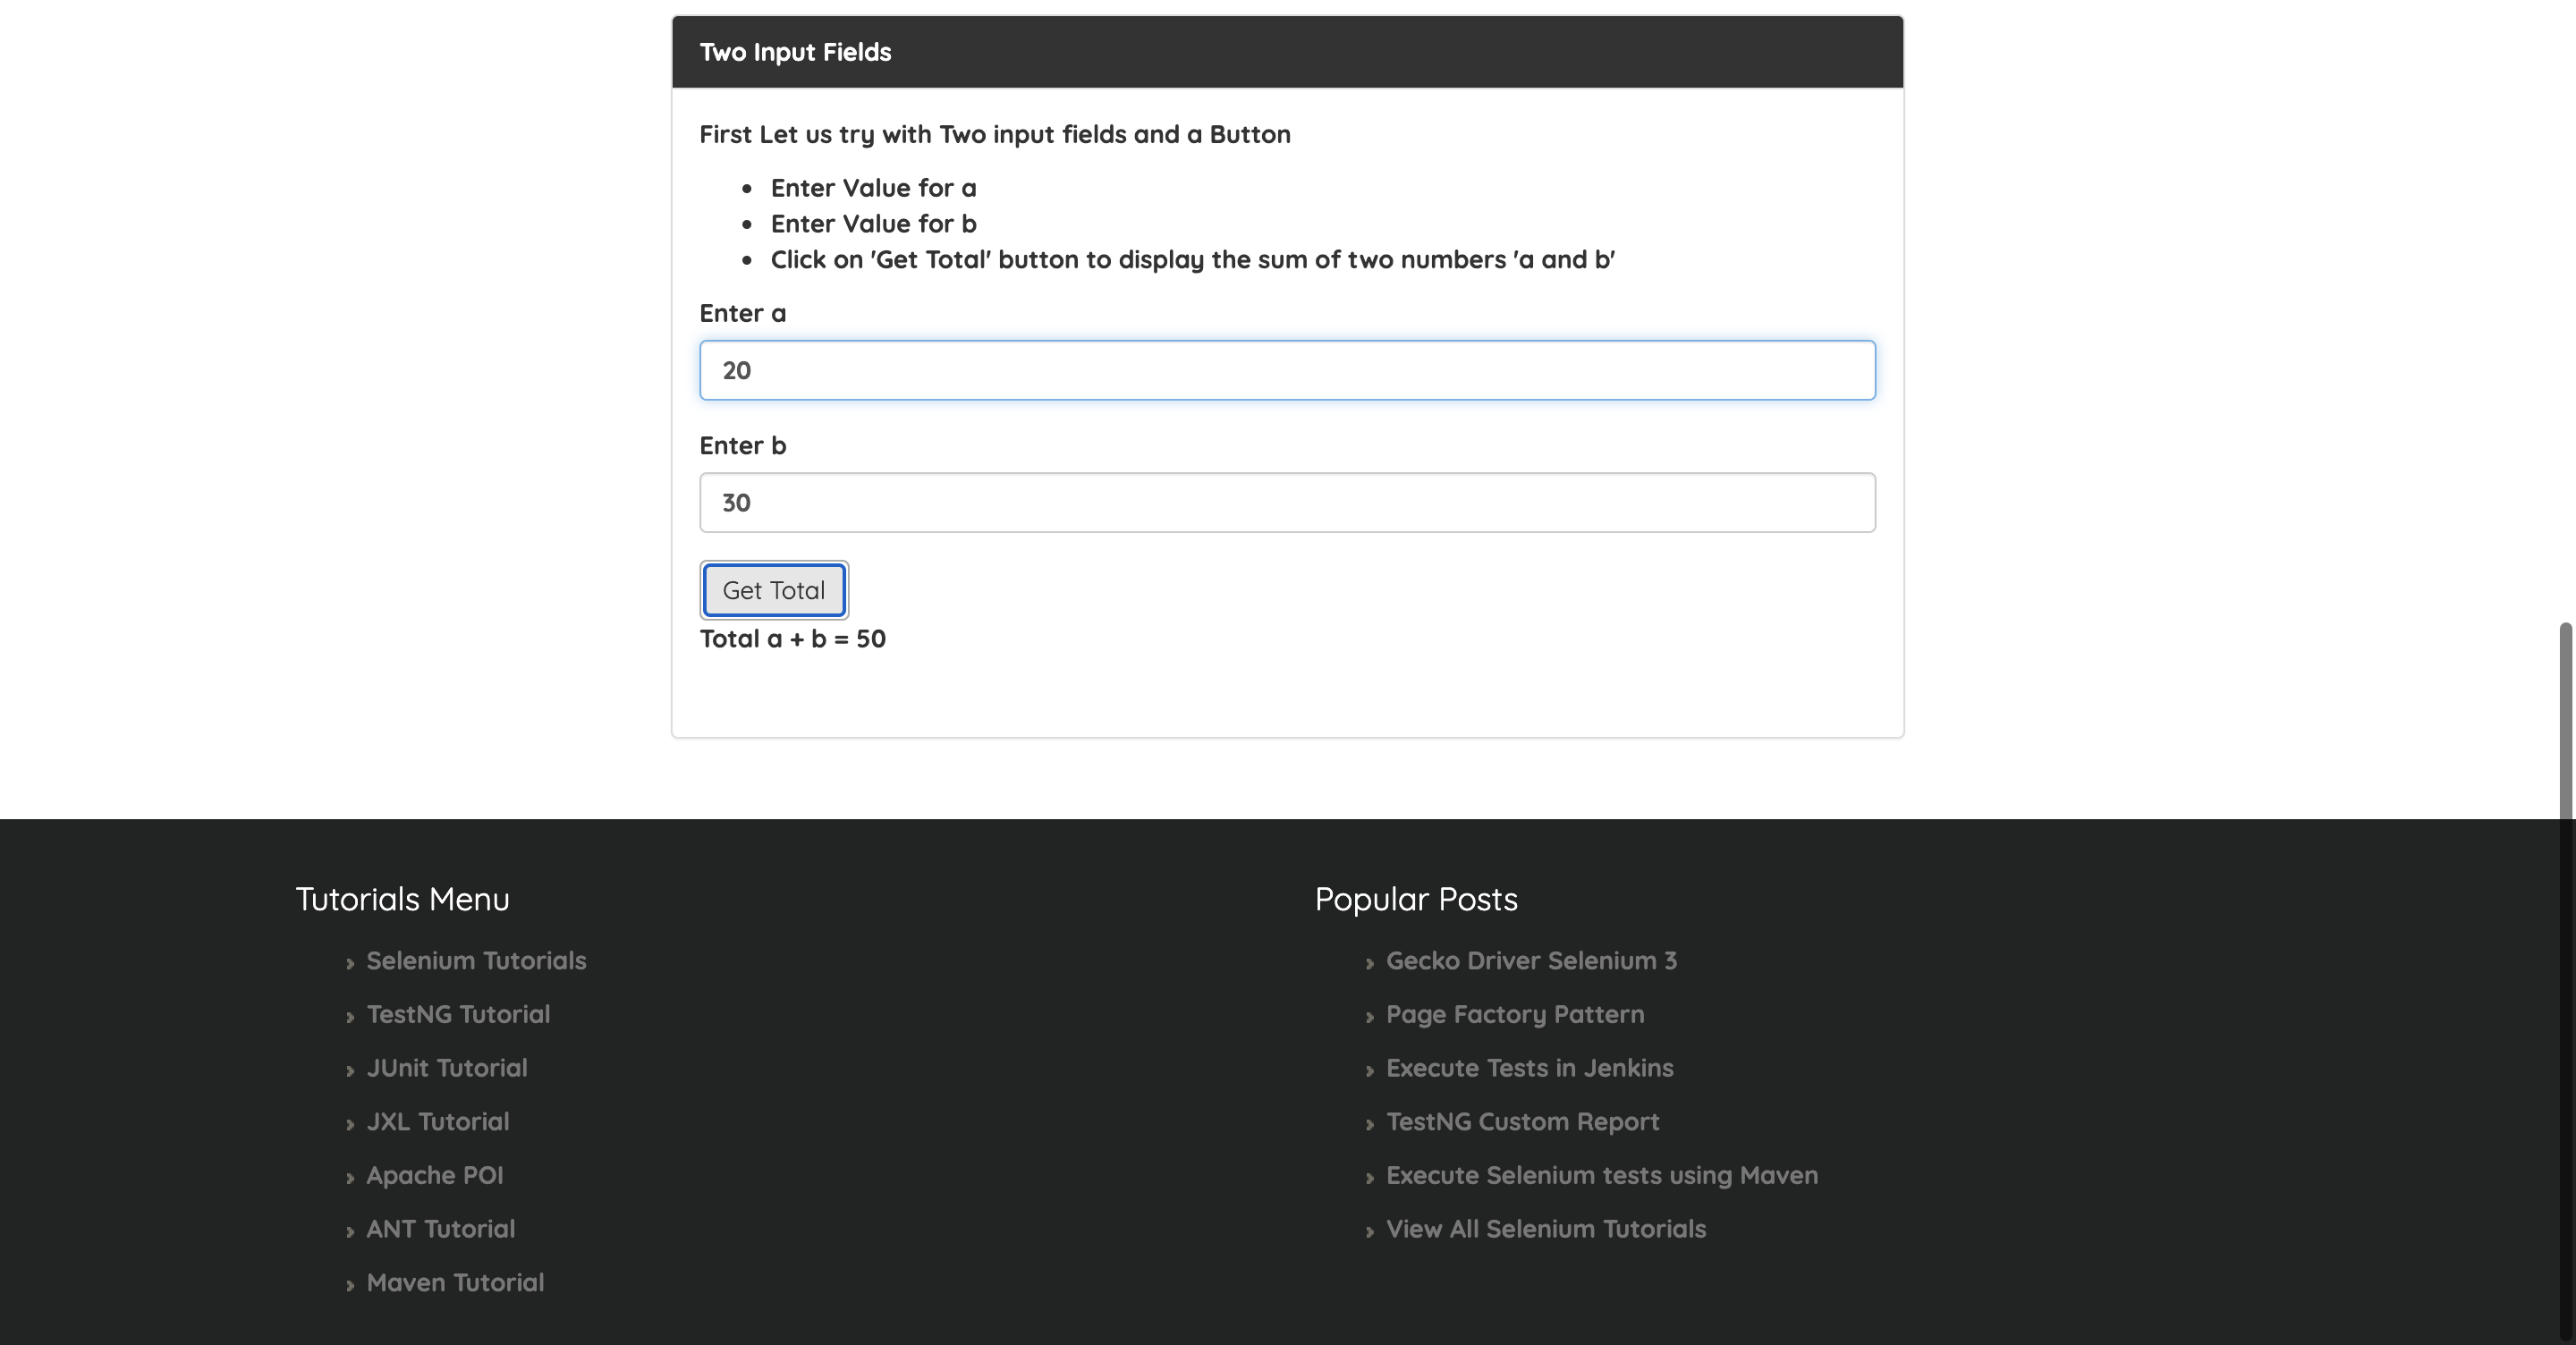 Two Input Fields
First Let us try with Two input fields and a Button
Enter Value for a
Enter Value for b
Click on 'Get Total' button to display the sum of two numbers 'a and b'
Enter a
20
Enter b
30
Get Total
Total a + b = 50
Tutorials Menu
Selenium Tutorials
TestNG Tutorial
JUnit Tutorial
JXL Tutorial
Apache POI
ANT Tutorial
Maven Tutorial
Popular Posts
Gecko Driver Selenium 3
Page Factory Pattern
Execute Tests in Jenkins
TestNG Custom Report
Execute Selenium tests using Maven
View All Selenium Tutorials